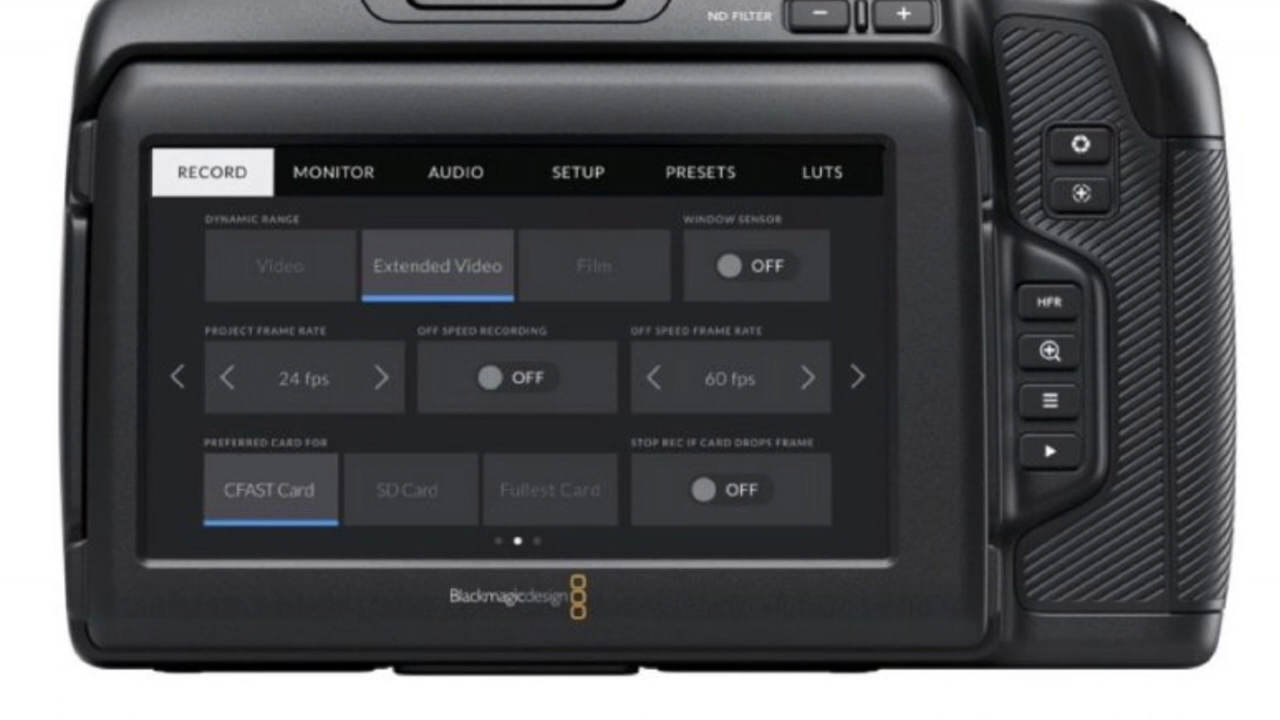 ND FILTER − +
RECORD MONITOR AUDIO SETUP PRESETS LUTS
DYNAMIC RANGE WINDOW SENSOR
Video Extended Video Film OFF
HFR
PROJECT FRAME RATE OFF SPEED RECORDING OFF SPEED FRAME RATE
24 fps OFF 60 fps
PREFERRED CARD FOR STOP REC IF CARD DROPS FRAME
CFAST Card SD Card Fullest Card OFF
Blackmagicdesign